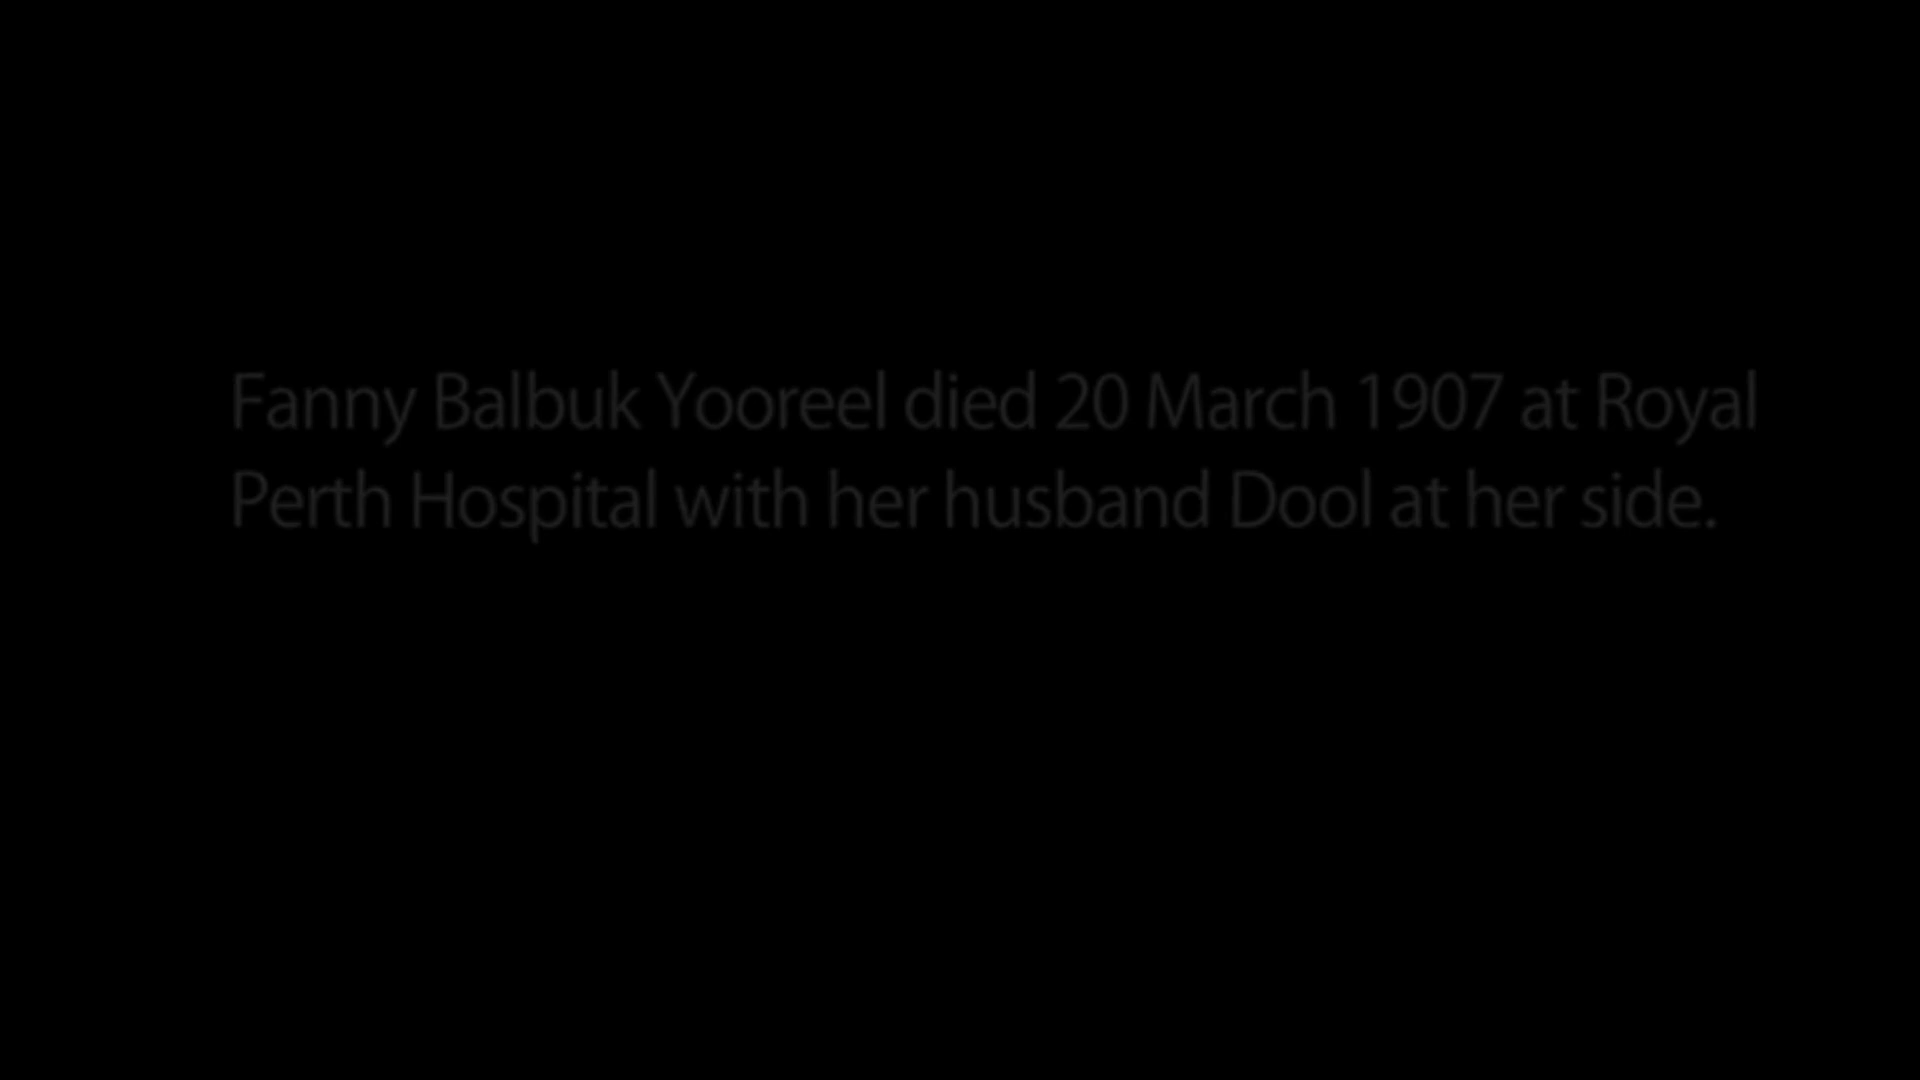 Fanny Balbuk Yooreel died 20 March 1907 at Royal
Perth Hospital with her husband Dool at her side.